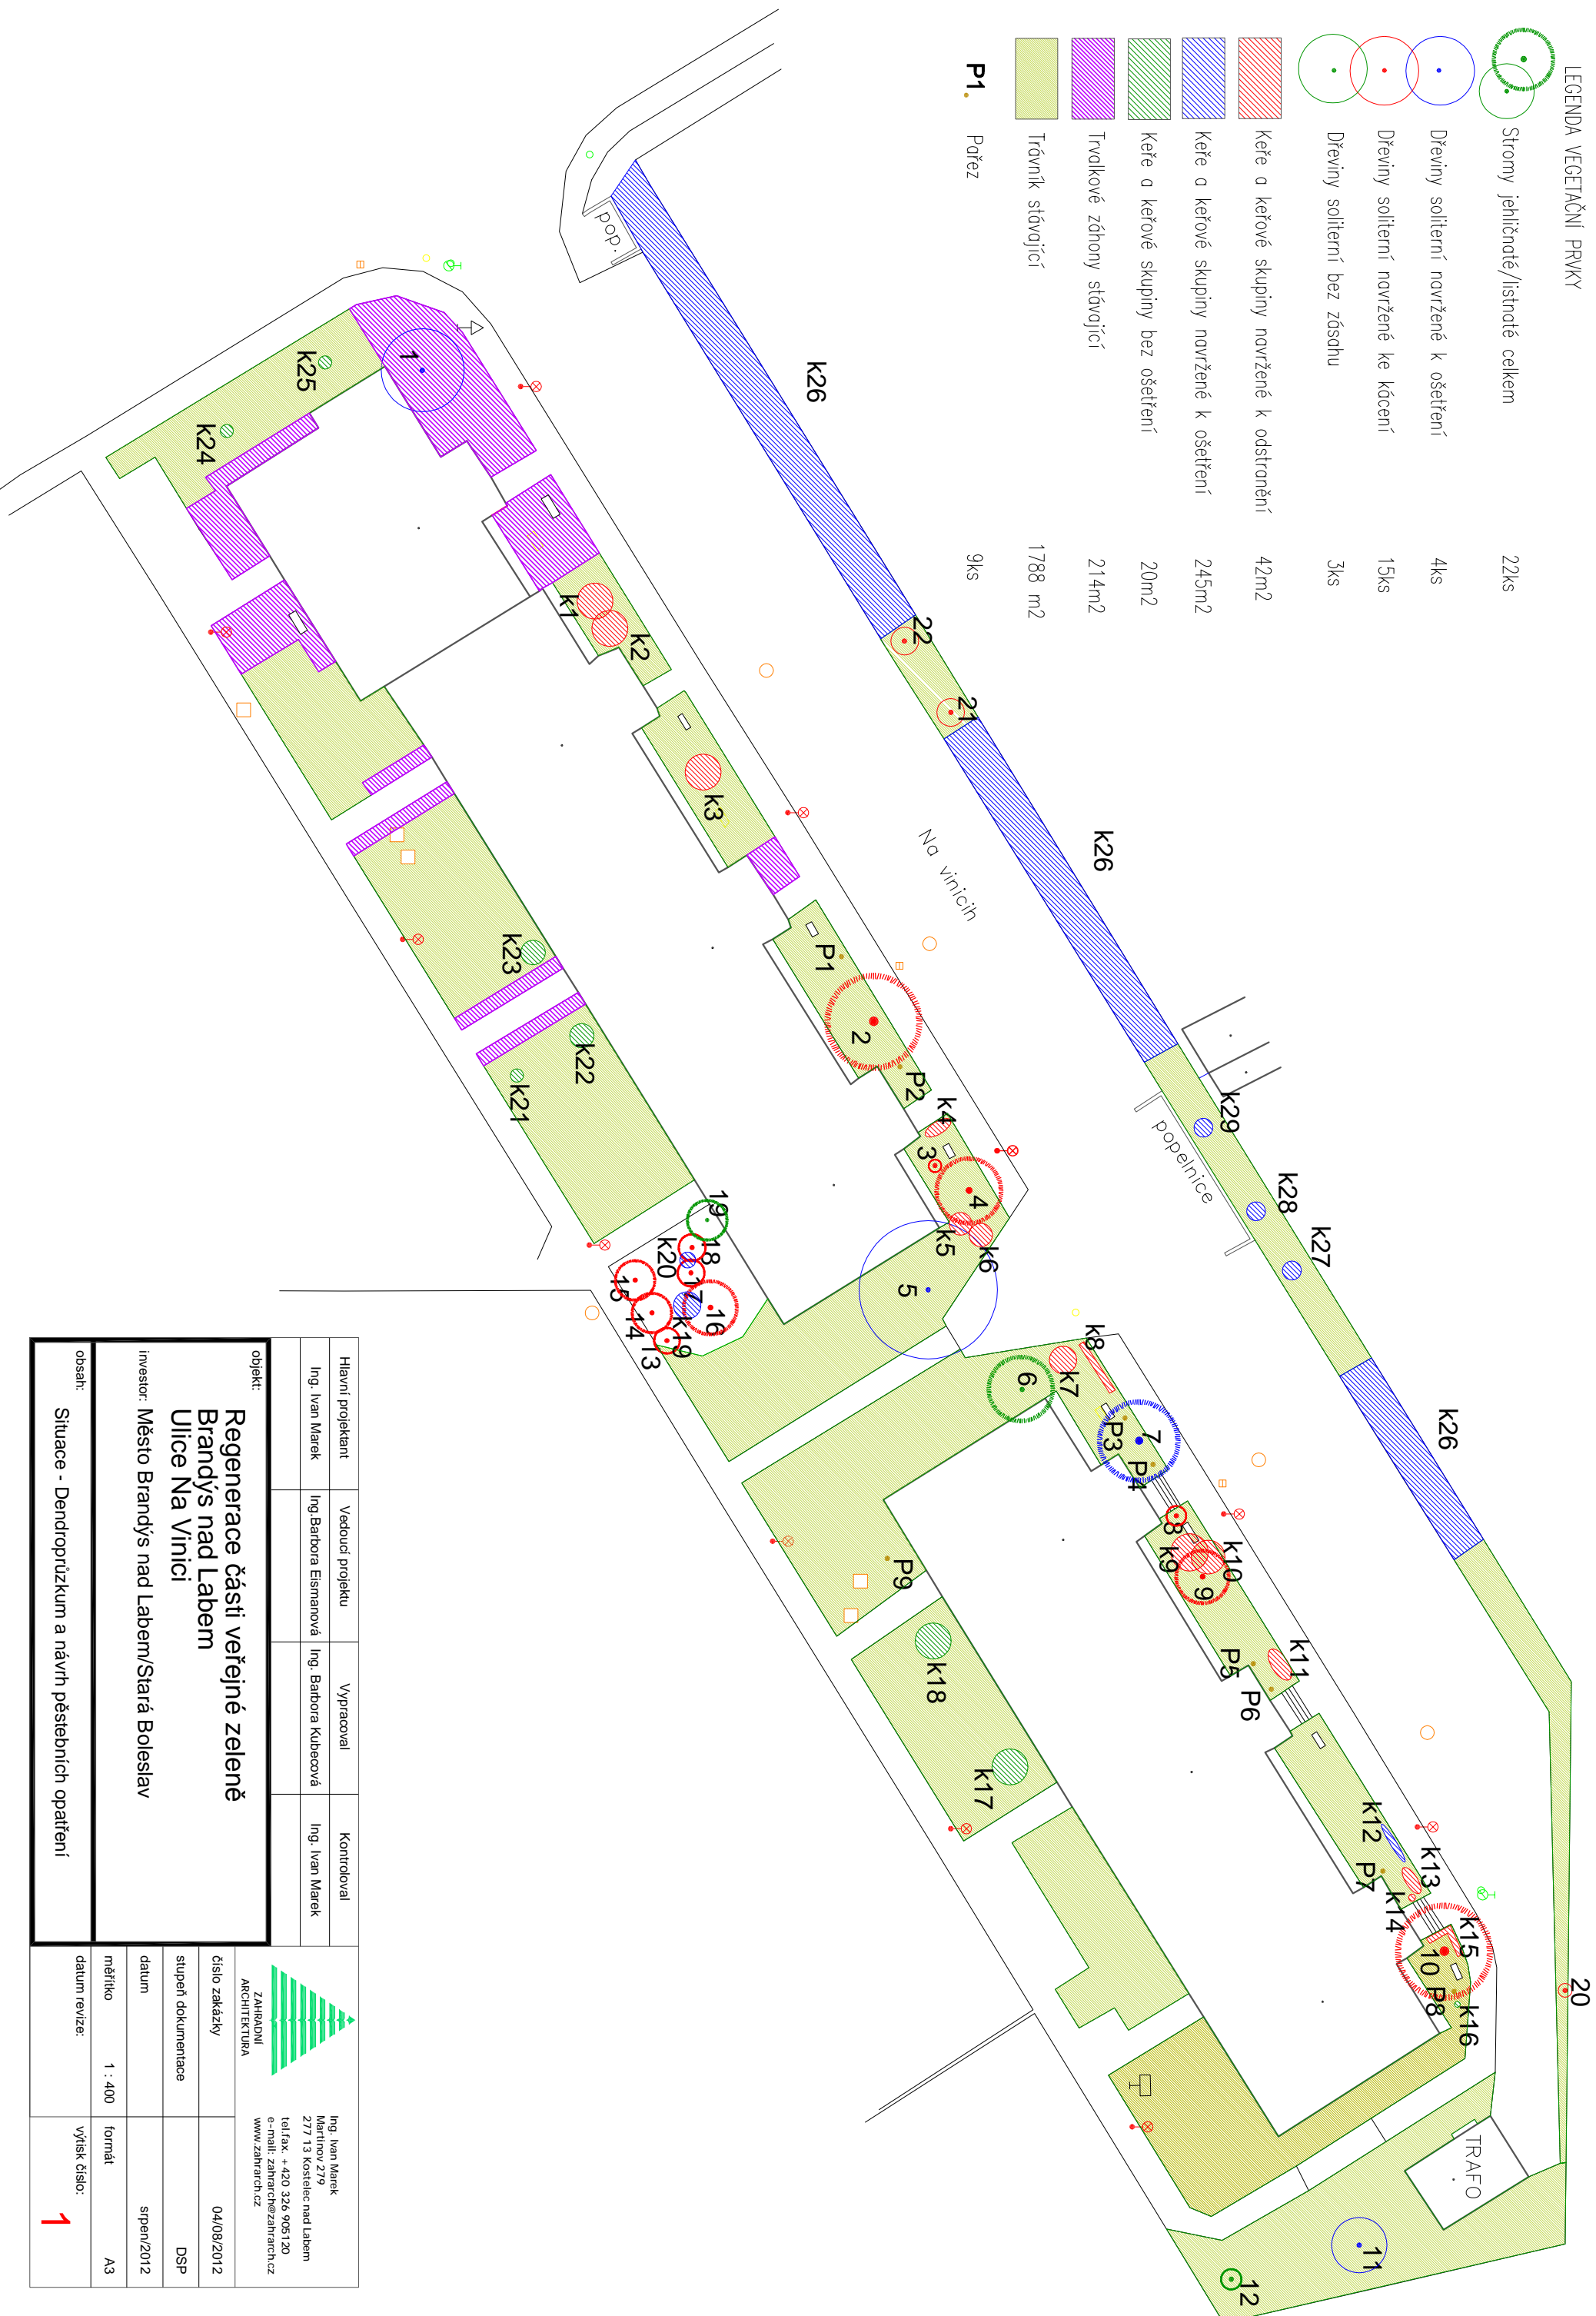 LEGENDA VEGETAČNÍ PRVKY
Stromy jehličnaté/listnaté celkem 22ks
Dřeviny soliterní navržené k ošetření 4ks
Dřeviny soliterní navržené ke kácení 15ks
Dřeviny soliterní bez zásahu 3ks
Keře a keřové skupiny navržené k odstranění 42m2
Keře a keřové skupiny navržené k ošetření 245m2
Keře a keřové skupiny bez ošetření 20m2
Trvalkové záhony stávající 214m2
Trávník stávající 1788 m2
P1. Pařez 9ks
pop.
k26
22
21
k26
Na vinicih
k29
popelnice
k28
k27
k26
20
TRAFO
11
12
k25
k24
1
k1
k2
k3
P1
2
P2
k4
3
4
k5
k6
5
k8
k7
6
P3
7
P4
8
k9
k10
9
k11
P5
P6
k12
P7
k13
k14
k15
10
P8
k16
k23
k22
k21
19
18
k20
17
16
15
14
13
k19
P9
k18
k17
Hlavní projektant
Vedoucí projektu
Vypracoval
Kontroloval
Ing. Ivan Marek
Ing.Barbora Eismanová
Ing. Barbora Kubecová
Ing. Ivan Marek
objekt:
Regenerace části veřejné zeleně
Brandýs nad Labem
Ulice Na Vinici
investor: Město Brandýs nad Labem/Stará Boleslav
obsah:
Situace - Dendroprůzkum a návrh pěstebních opatření
ZAHRADNÍ
ARCHITEKTURA
Ing. Ivan Marek
Martinov 279
277 13 Kostelec nad Labem
tel.fax. +420 326 905120
e-mail: zahrarch@zahrarch.cz
www.zahrarch.cz
číslo zakázky 04/08/2012
stupeň dokumentace DSP
datum srpen/2012
měřítko 1 : 400 formát A3
datum revize: výtisk číslo: 1